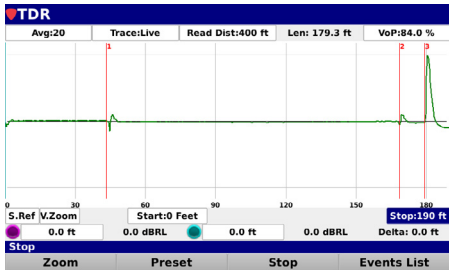 TDR
Avg:20 Trace:Live Read Dist:400 ft Len: 179.3 ft VoP:84.0 %
1 2 3
0 30 60 90 120 150 180
S.Ref V.Zoom Start:0 Feet Stop:190 ft
0.0 ft 0.0 dBRL 0.0 ft 0.0 dBRL Delta: 0.0 ft
Stop
Zoom Preset Stop Events List